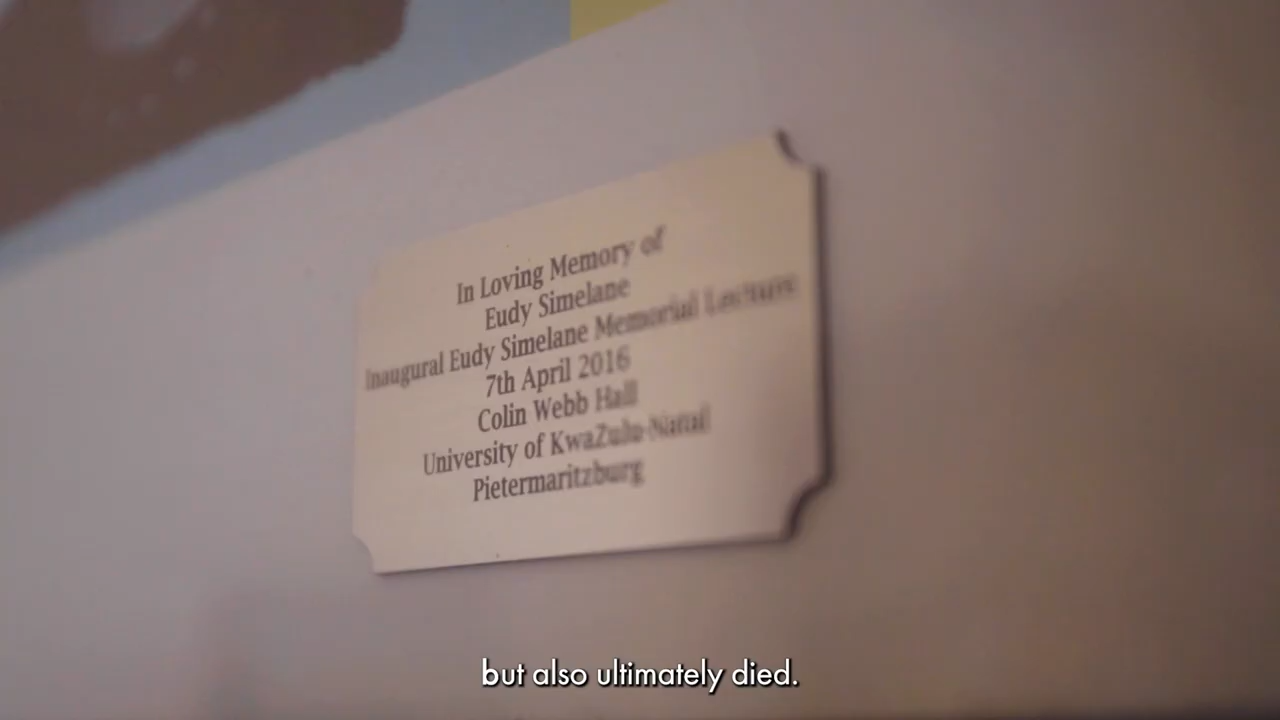 In Loving Memory of
Eudy Simelane
Inaugural Eudy Simelane Memorial Lecture
7th April 2016
Colin Webb Hall
University of KwaZulu-Natal
Pietermaritzburg
but also ultimately died.